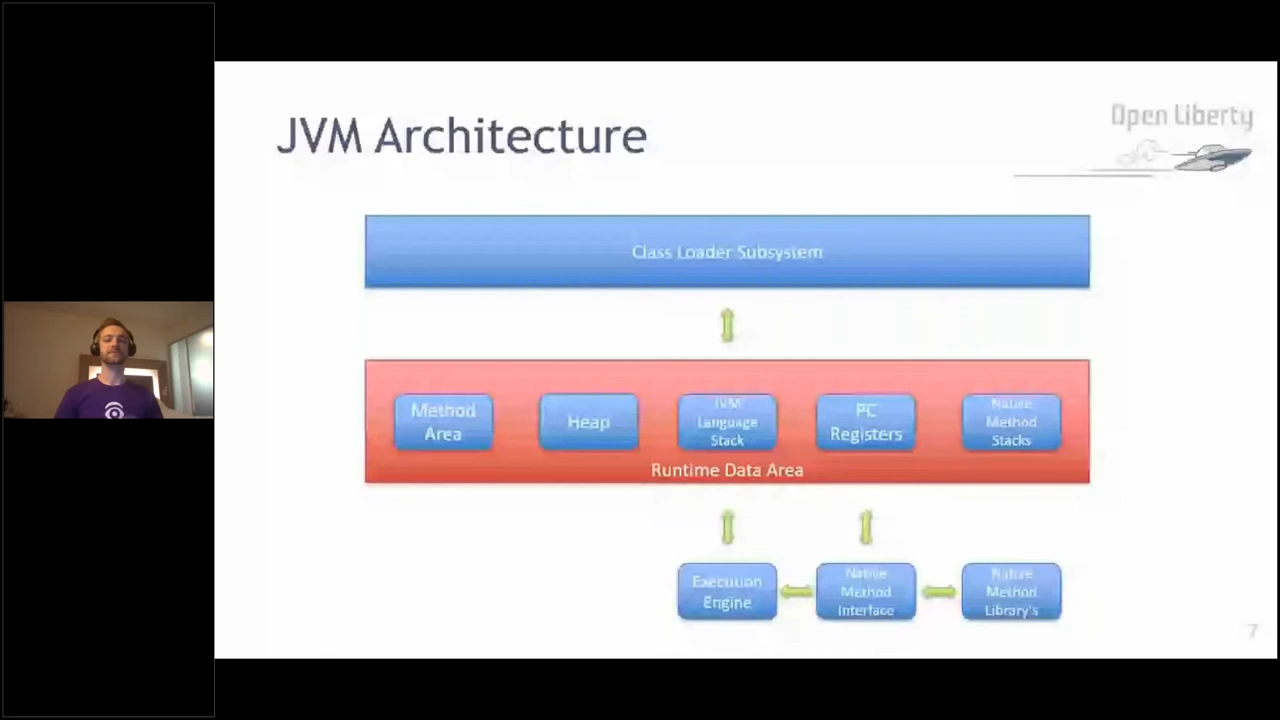 JVM Architecture
Open Liberty
Class Loader Subsystem
Method
Area
Heap
JVM
Language
Stack
PC
Registers
Native
Method
Stacks
Runtime Data Area
Execution
Engine
Native
Method
Interface
Native
Method
Library's
7